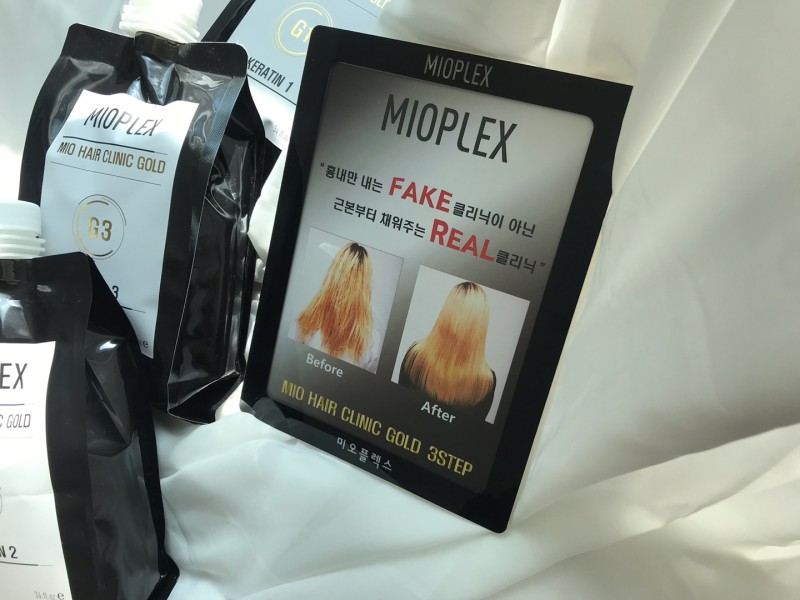 KERATIN 1
MIOPLEX
MIO HAIR CLINIC GOLD
G3
3
EX
GOLD
N 2
MIOPLEX
MIOPLEX
"흉내만 내는 FAKE클리닉이 아닌
근본부터 채워주는 REAL클리닉"
Before
After
MIO HAIR CLINIC GOLD 3STEP
미오플렉스